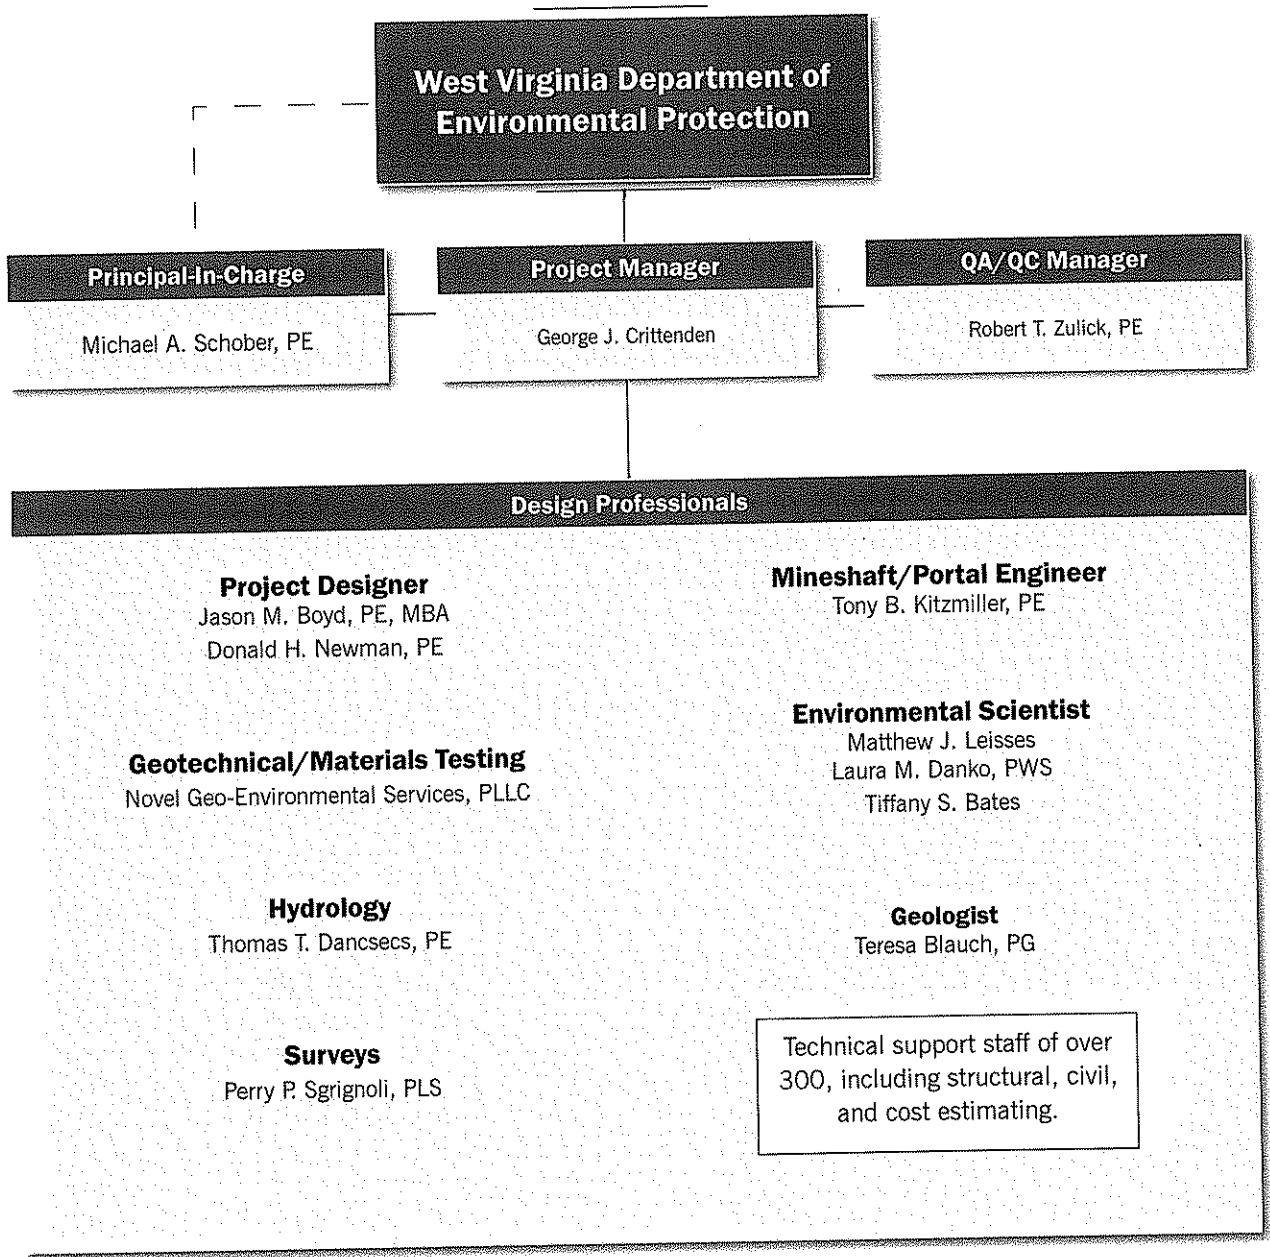 West Virginia Department of
Environmental Protection
Principal-In-Charge
Michael A. Schober, PE
Project Manager
George J. Crittenden
QA/QC Manager
Robert T. Zulick, PE
Design Professionals
Project Designer
Jason M. Boyd, PE, MBA
Donald H. Newman, PE
Geotechnical/Materials Testing
Novel Geo-Environmental Services, PLLC
Hydrology
Thomas T. Dancsecs, PE
Surveys
Perry P. Sgrignoli, PLS
Mineshaft/Portal Engineer
Tony B. Kitzmiller, PE
Environmental Scientist
Matthew J. Leisses
Laura M. Danko, PWS
Tiffany S. Bates
Geologist
Teresa Blauch, PG
Technical support staff of over
300, including structural, civil,
and cost estimating.